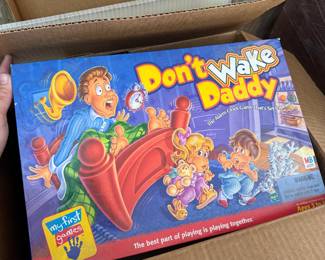 Don't Wake
Daddy
MB
my first
games
The best part of playing is playing together.